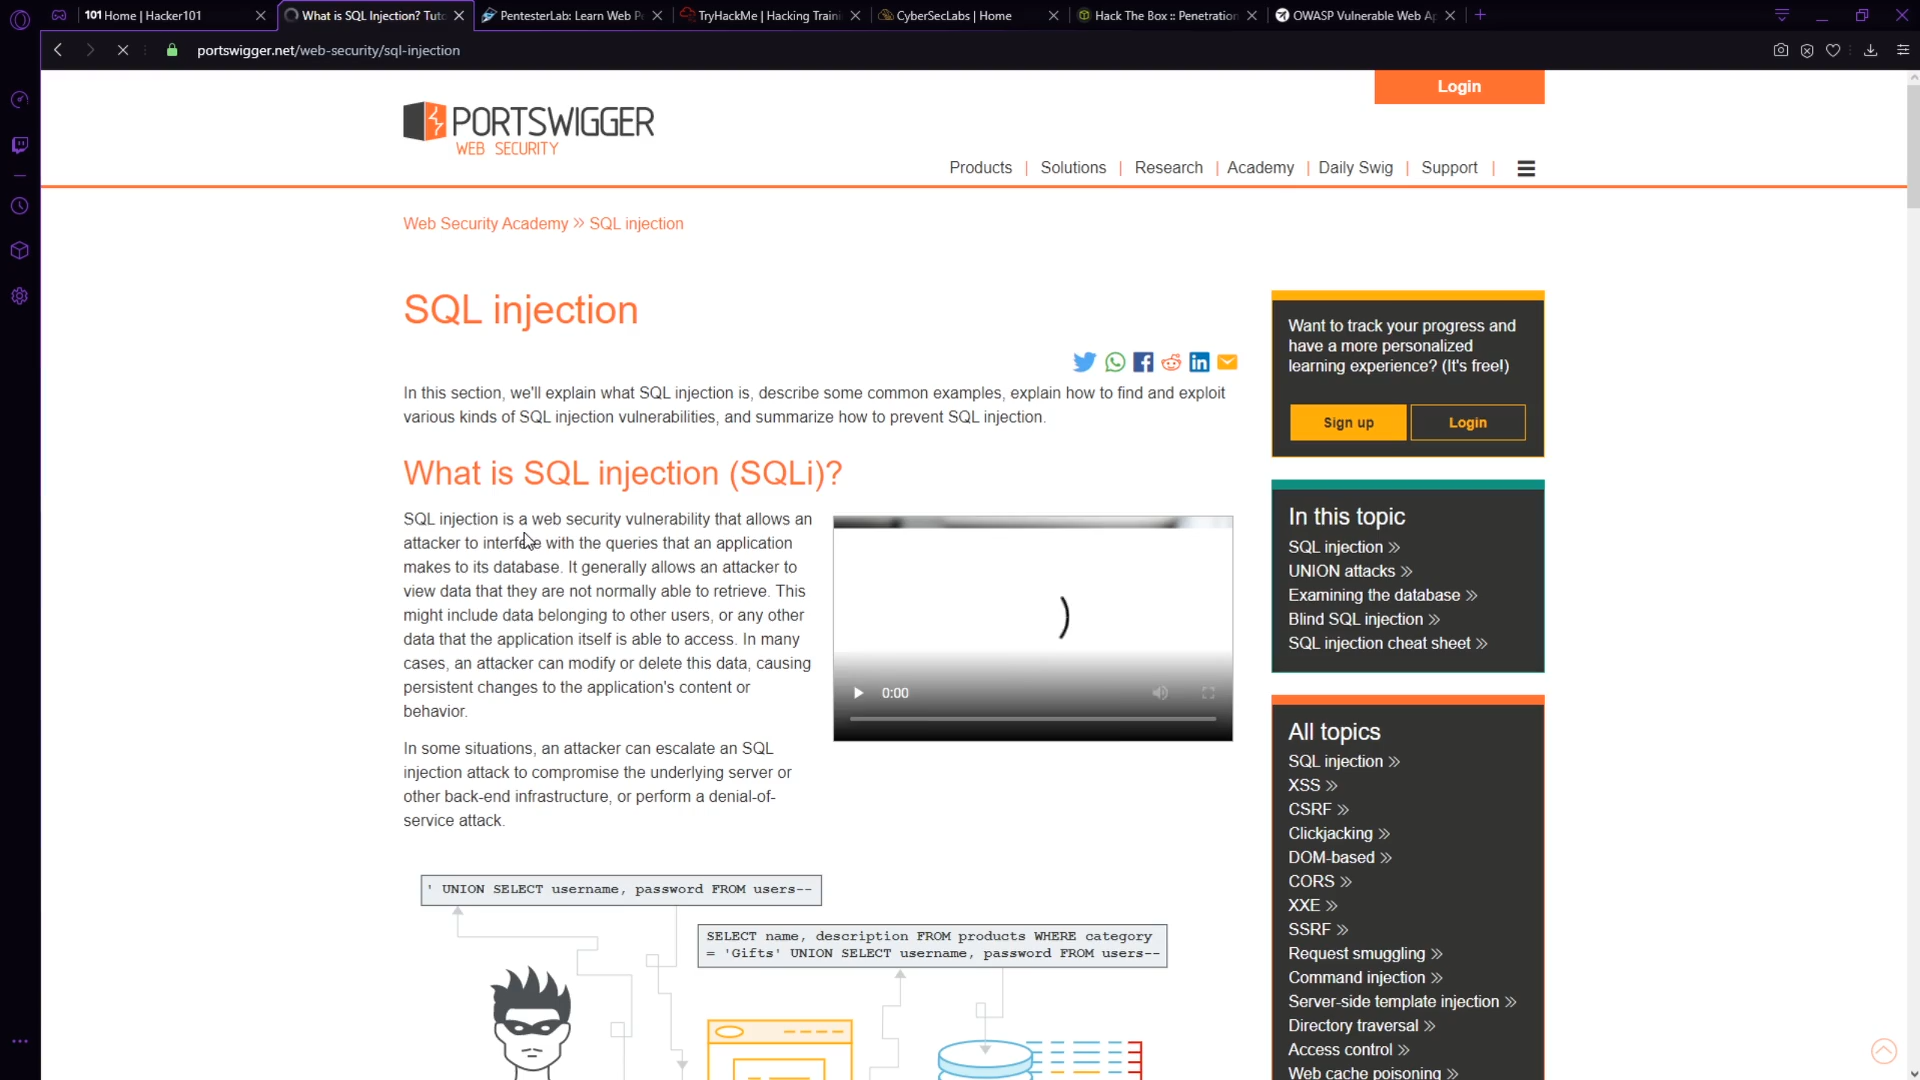 101 Home | Hacker101
What is SQL Injection? Tuto
PentesterLab: Learn Web P
TryHackMe | Hacking Traini
CyberSecLabs | Home
Hack The Box :: Penetration
OWASP Vulnerable Web Ap
portswigger.net/web-security/sql-injection
Login
PORTSWIGGER
WEB SECURITY
Products | Solutions | Research | Academy | Daily Swig | Support |
Web Security Academy >> SQL injection
SQL injection
In this section, we'll explain what SQL injection is, describe some common examples, explain how to find and exploit
various kinds of SQL injection vulnerabilities, and summarize how to prevent SQL injection.
What is SQL injection (SQLi)?
SQL injection is a web security vulnerability that allows an
attacker to interfere with the queries that an application
makes to its database. It generally allows an attacker to
view data that they are not normally able to retrieve. This
might include data belonging to other users, or any other
data that the application itself is able to access. In many
cases, an attacker can modify or delete this data, causing
persistent changes to the application's content or
behavior.
0:00
In some situations, an attacker can escalate an SQL
injection attack to compromise the underlying server or
other back-end infrastructure, or perform a denial-of-
service attack.
' UNION SELECT username, password FROM users--
SELECT name, description FROM products WHERE category
= 'Gifts' UNION SELECT username, password FROM users--
Want to track your progress and
have a more personalized
learning experience? (It's free!)
Sign up
Login
In this topic
SQL injection >>
UNION attacks >>
Examining the database >>
Blind SQL injection >>
SQL injection cheat sheet >>
All topics
SQL injection >>
XSS >>
CSRF >>
Clickjacking >>
DOM-based >>
CORS >>
XXE >>
SSRF >>
Request smuggling >>
Command injection >>
Server-side template injection >>
Directory traversal >>
Access control >>
Web cache poisoning >>